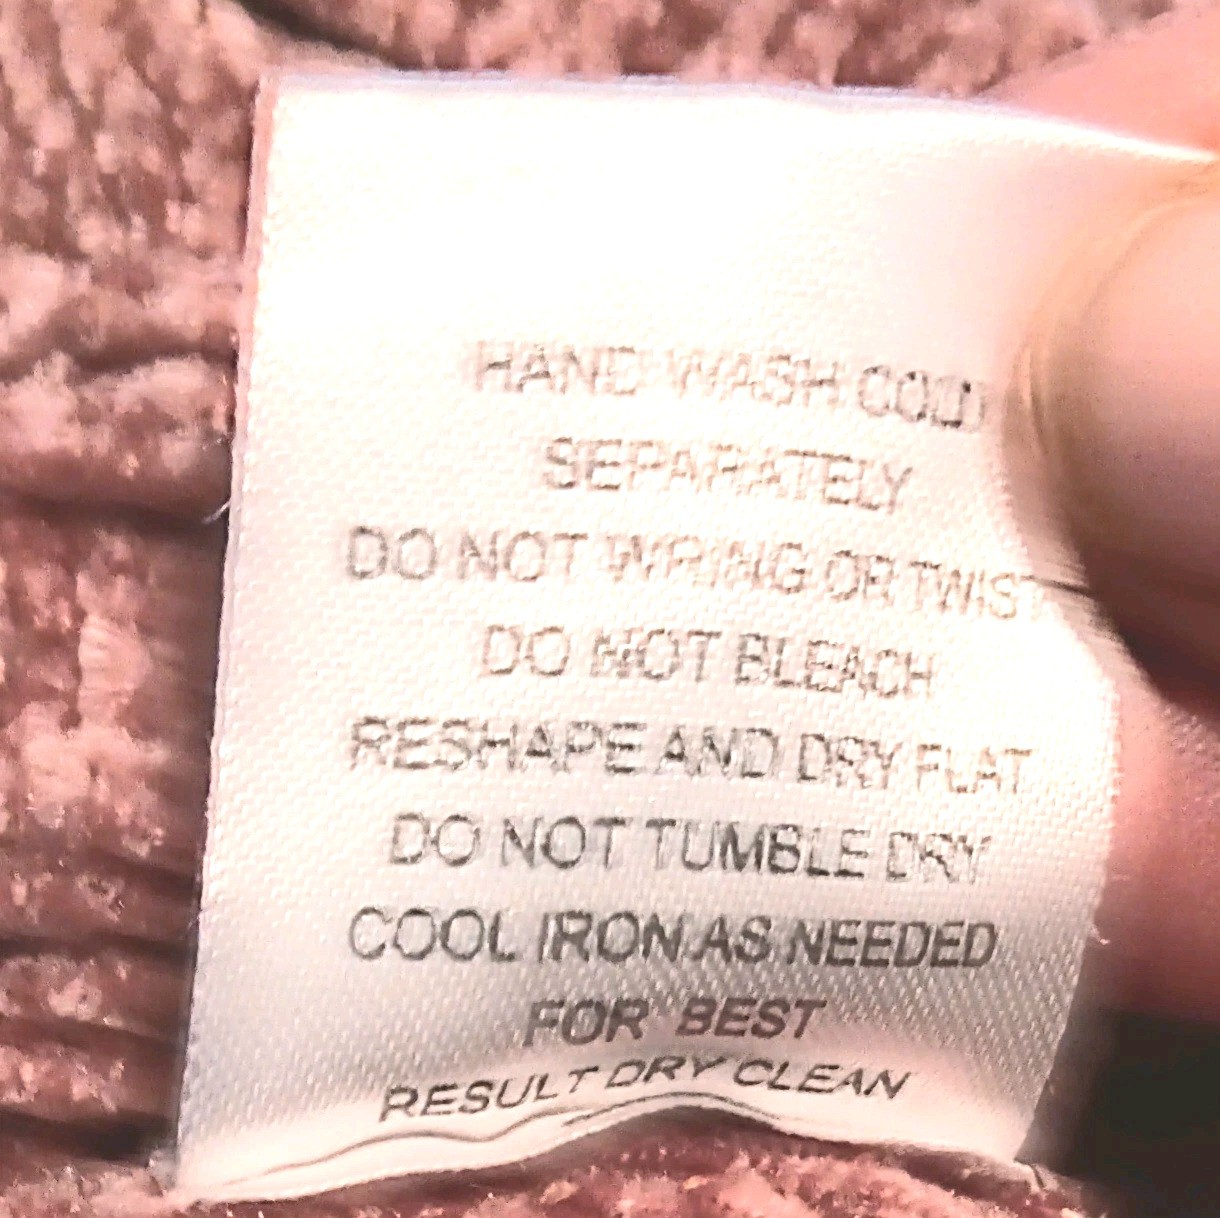 HAND WASH COLD
SEPARATELY
DO NOT WRING OR TWIST
DO NOT BLEACH
RESHAPE AND DRY FLAT
DO NOT TUMBLE DRY
COOL IRON AS NEEDED
FOR BEST
RESULT DRY CLEAN